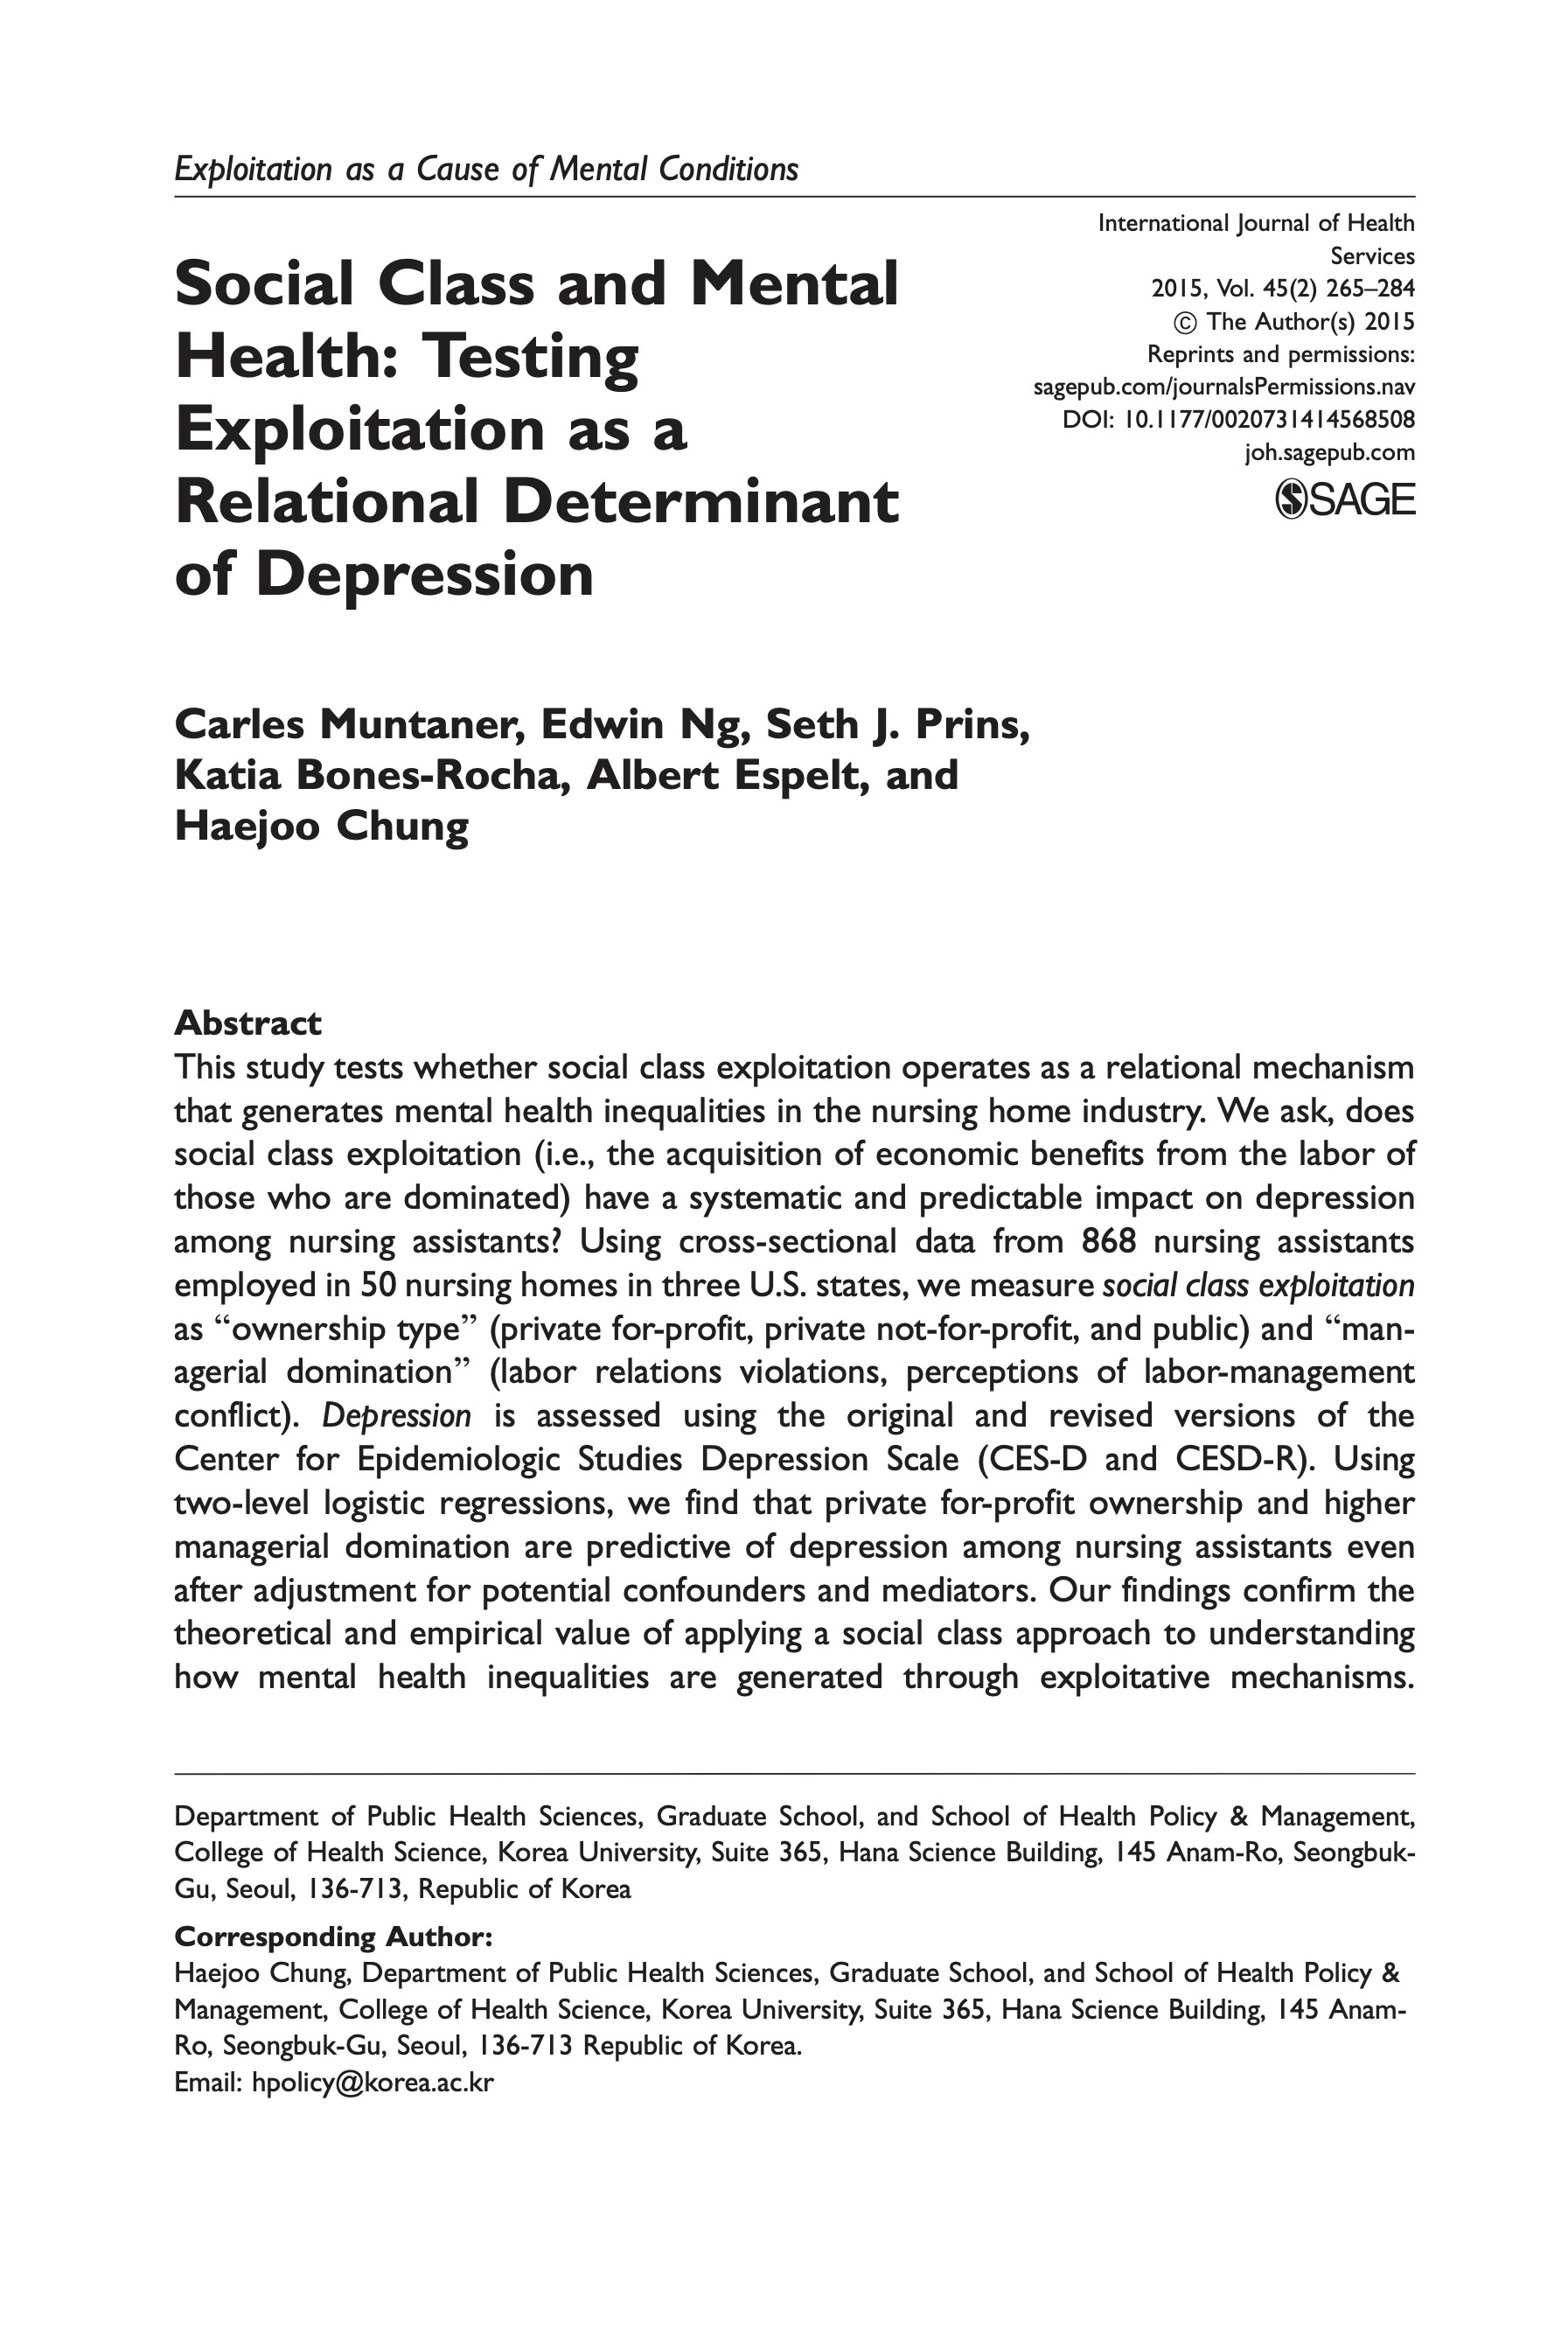 Exploitation as a Cause of Mental Conditions
International Journal of Health
Services
2015, Vol. 45(2) 265–284
© The Author(s) 2015
Reprints and permissions:
sagepub.com/journalsPermissions.nav
DOI: 10.1177/0020731414568508
joh.sagepub.com
SAGE
Social Class and Mental
Health: Testing
Exploitation as a
Relational Determinant
of Depression
Carles Muntaner, Edwin Ng, Seth J. Prins,
Katia Bones-Rocha, Albert Espelt, and
Haejoo Chung
Abstract
This study tests whether social class exploitation operates as a relational mechanism
that generates mental health inequalities in the nursing home industry. We ask, does
social class exploitation (i.e., the acquisition of economic benefits from the labor of
those who are dominated) have a systematic and predictable impact on depression
among nursing assistants? Using cross-sectional data from 868 nursing assistants
employed in 50 nursing homes in three U.S. states, we measure social class exploitation
as “ownership type” (private for-profit, private not-for-profit, and public) and “man-
agerial domination” (labor relations violations, perceptions of labor-management
conflict). Depression is assessed using the original and revised versions of the
Center for Epidemiologic Studies Depression Scale (CES-D and CESD-R). Using
two-level logistic regressions, we find that private for-profit ownership and higher
managerial domination are predictive of depression among nursing assistants even
after adjustment for potential confounders and mediators. Our findings confirm the
theoretical and empirical value of applying a social class approach to understanding
how mental health inequalities are generated through exploitative mechanisms.
Department of Public Health Sciences, Graduate School, and School of Health Policy & Management,
College of Health Science, Korea University, Suite 365, Hana Science Building, 145 Anam-Ro, Seongbuk-
Gu, Seoul, 136-713, Republic of Korea
Corresponding Author:
Haejoo Chung, Department of Public Health Sciences, Graduate School, and School of Health Policy &
Management, College of Health Science, Korea University, Suite 365, Hana Science Building, 145 Anam-
Ro, Seongbuk-Gu, Seoul, 136-713 Republic of Korea.
Email: hpolicy@korea.ac.kr